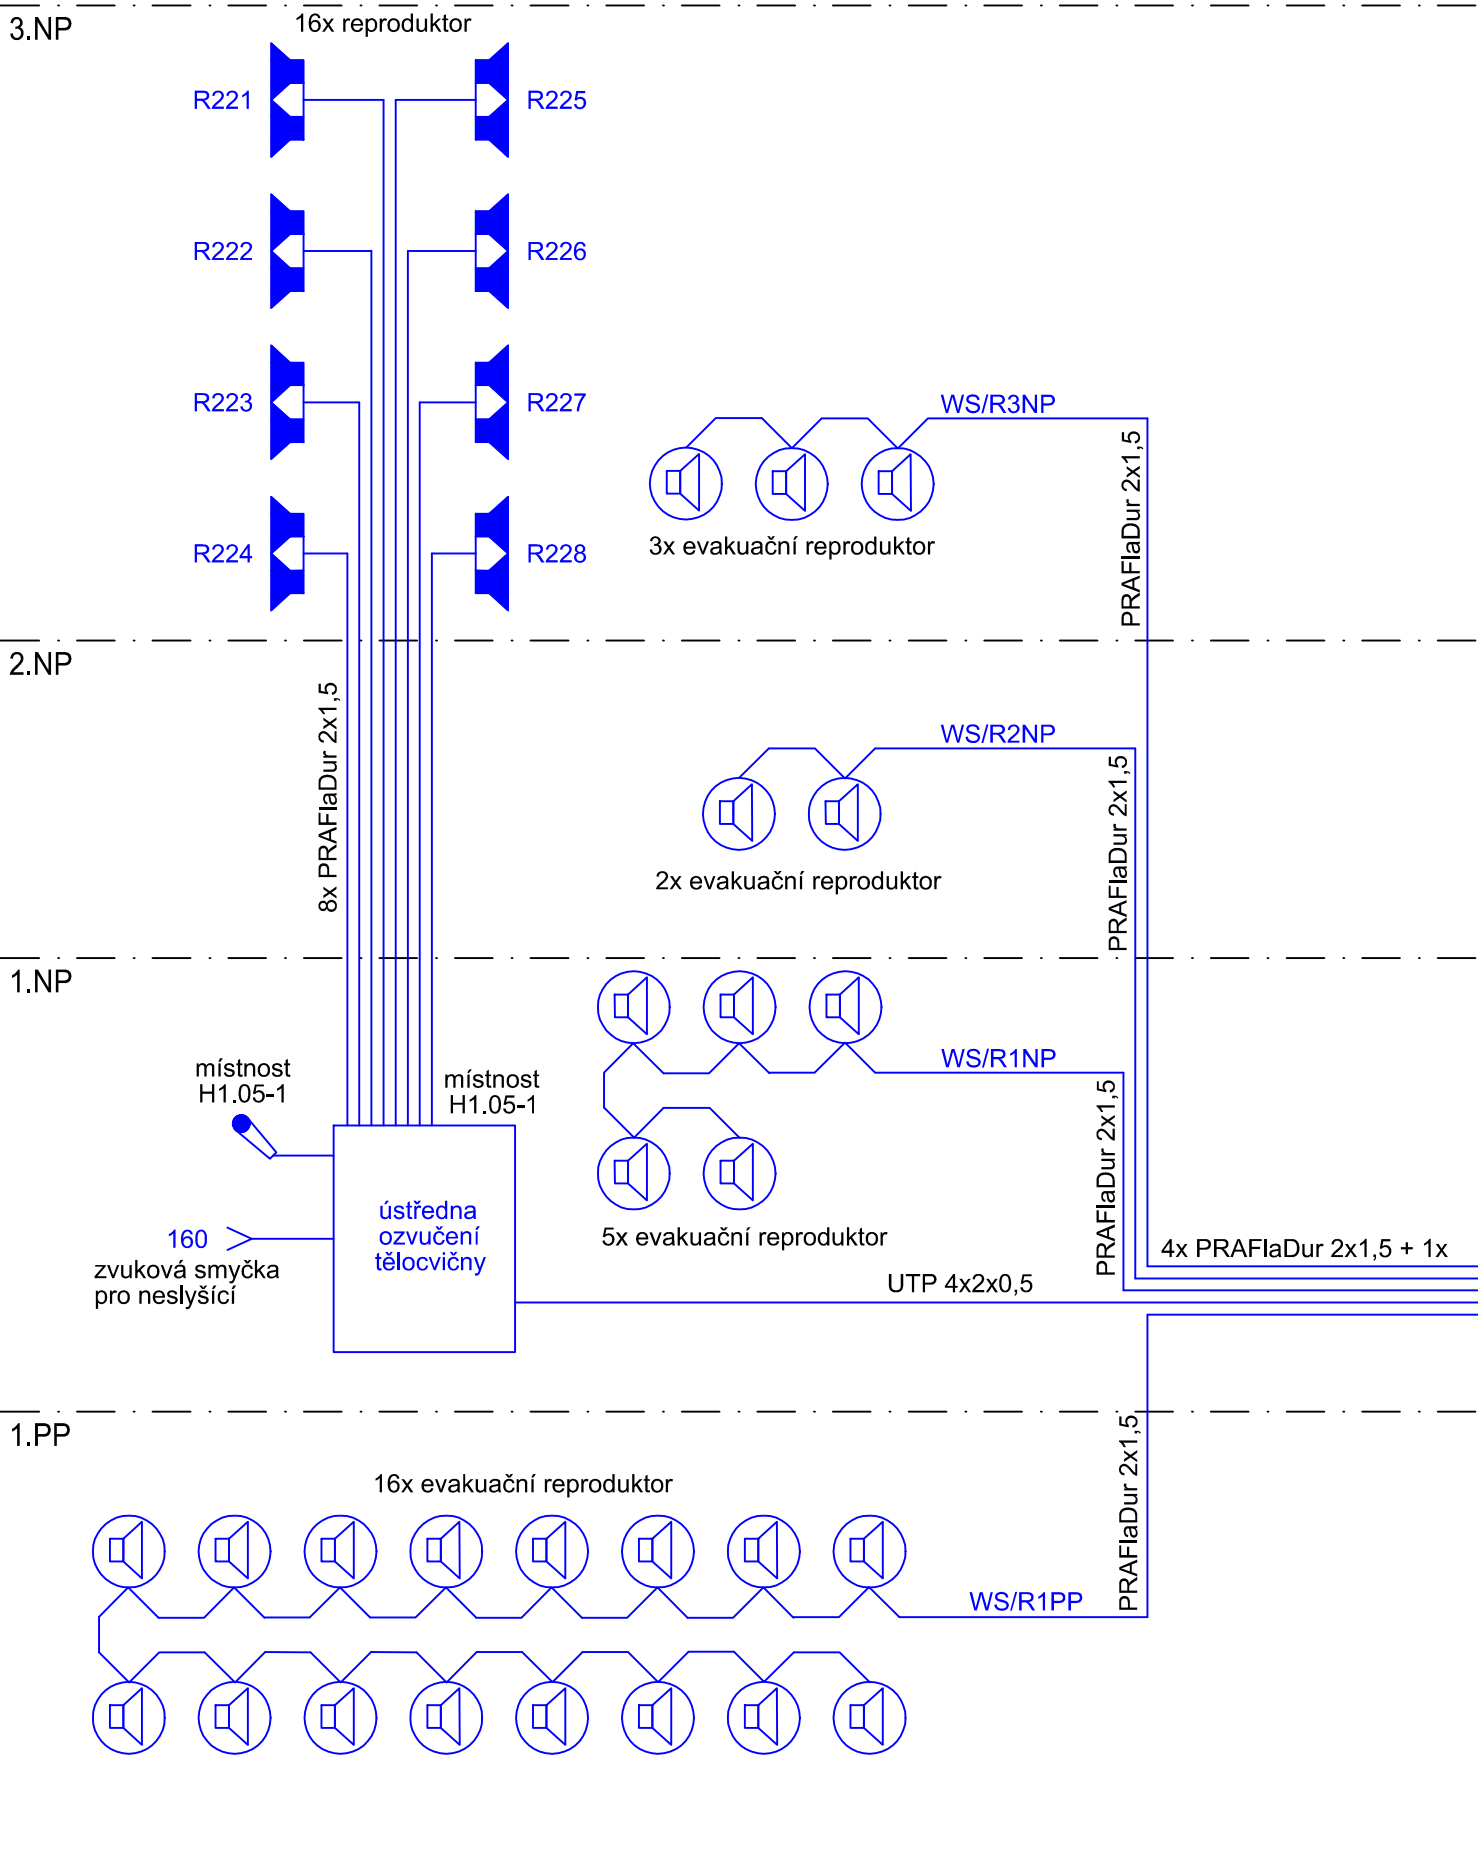 3.NP
16x reproduktor
R221
R225
R222
R226
R223
R227
R224
R228
WS/R3NP
PRAFlaDur 2x1,5
3x evakuační reproduktor
2.NP
8x PRAFlaDur 2x1,5
WS/R2NP
PRAFlaDur 2x1,5
2x evakuační reproduktor
1.NP
místnost
H1.05-1
místnost
H1.05-1
WS/R1NP
PRAFlaDur 2x1,5
ústředna
ozvučení
tělocvičny
160
zvuková smyčka
pro neslyšící
5x evakuační reproduktor
4x PRAFlaDur 2x1,5 + 1x
UTP 4x2x0,5
1.PP
PRAFlaDur 2x1,5
16x evakuační reproduktor
WS/R1PP